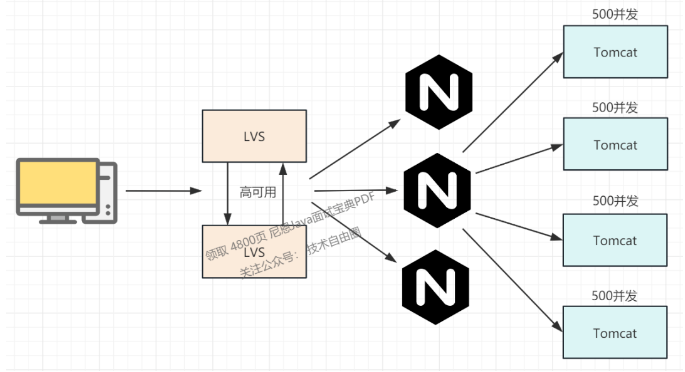 500并发
Tomcat
500并发
Tomcat
500并发
Tomcat
500并发
Tomcat
LVS
高可用
LVS
N
N
N
领取 4800页 尼恩Java面试宝典PDF
关注公众号：技术自由圈